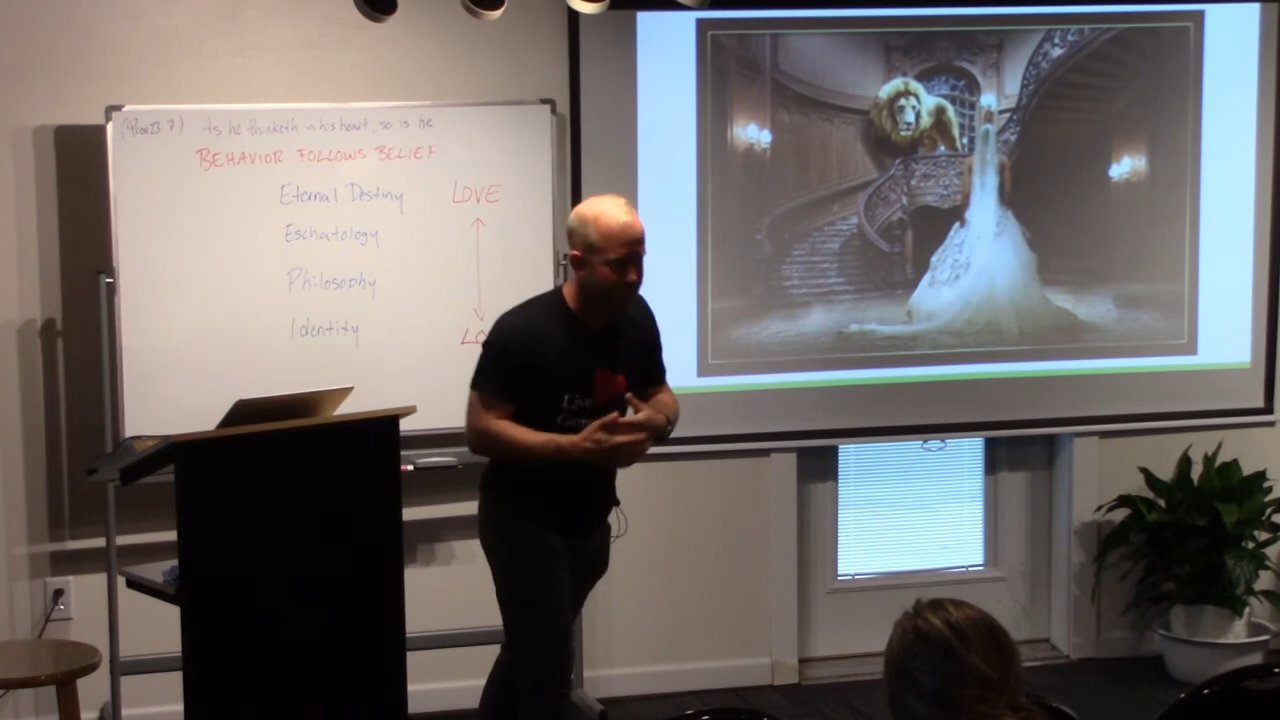 (Prov 23:7) As he thinketh in his heart, so is he
BEHAVIOR FOLLOWS BELIEF
Eternal Destiny LOVE
Eschatology
Philosophy
Identity